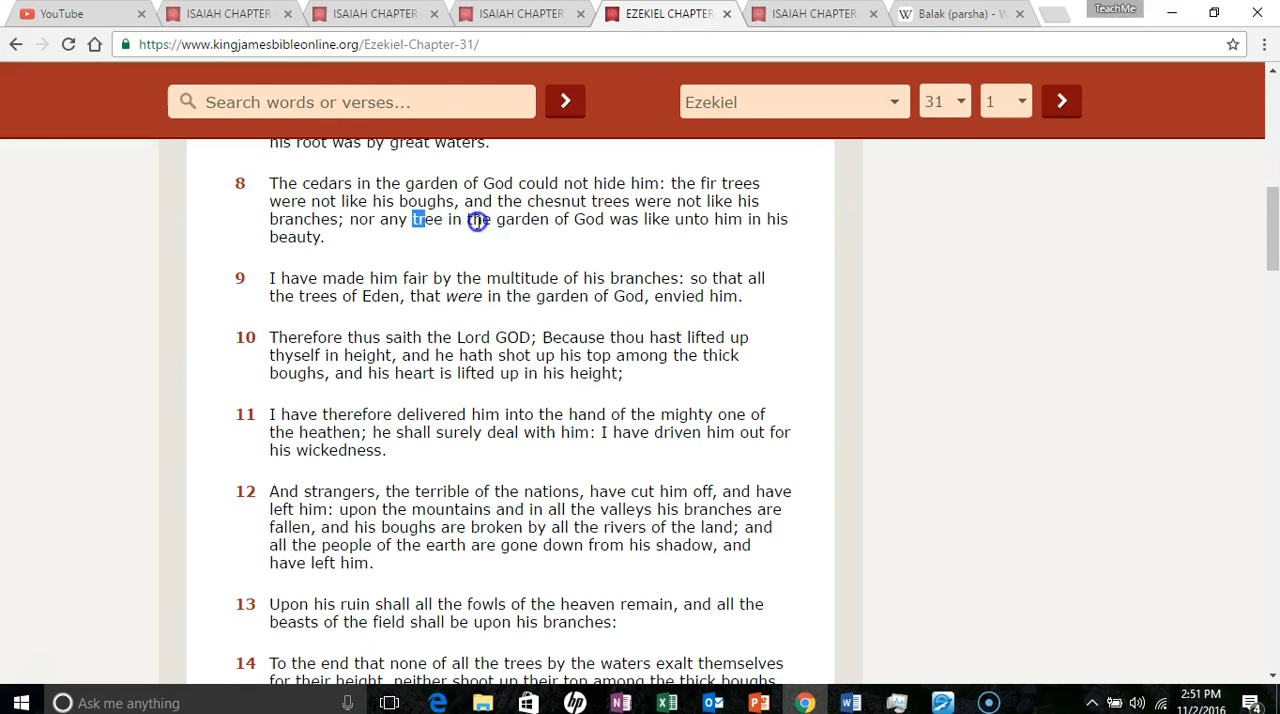 YouTube
ISAIAH CHAPTER
ISAIAH CHAPTER
ISAIAH CHAPTER
EZEKIEL CHAPTER
ISAIAH CHAPTER
Balak (parsha) - W
TeachMe
https://www.kingjamesbibleonline.org/Ezekiel-Chapter-31/
Search words or verses...
Ezekiel
31
1
his root was by great waters.
8 The cedars in the garden of God could not hide him: the fir trees
were not like his boughs, and the chesnut trees were not like his
branches; nor any tree in the garden of God was like unto him in his
beauty.
9 I have made him fair by the multitude of his branches: so that all
the trees of Eden, that were in the garden of God, envied him.
10 Therefore thus saith the Lord GOD; Because thou hast lifted up
thyself in height, and he hath shot up his top among the thick
boughs, and his heart is lifted up in his height;
11 I have therefore delivered him into the hand of the mighty one of
the heathen; he shall surely deal with him: I have driven him out for
his wickedness.
12 And strangers, the terrible of the nations, have cut him off, and have
left him: upon the mountains and in all the valleys his branches are
fallen, and his boughs are broken by all the rivers of the land; and
all the people of the earth are gone down from his shadow, and
have left him.
13 Upon his ruin shall all the fowls of the heaven remain, and all the
beasts of the field shall be upon his branches:
14 To the end that none of all the trees by the waters exalt themselves
for their height, neither shoot up their top among the thick boughs,
Ask me anything
2:51 PM
11/2/2016
4